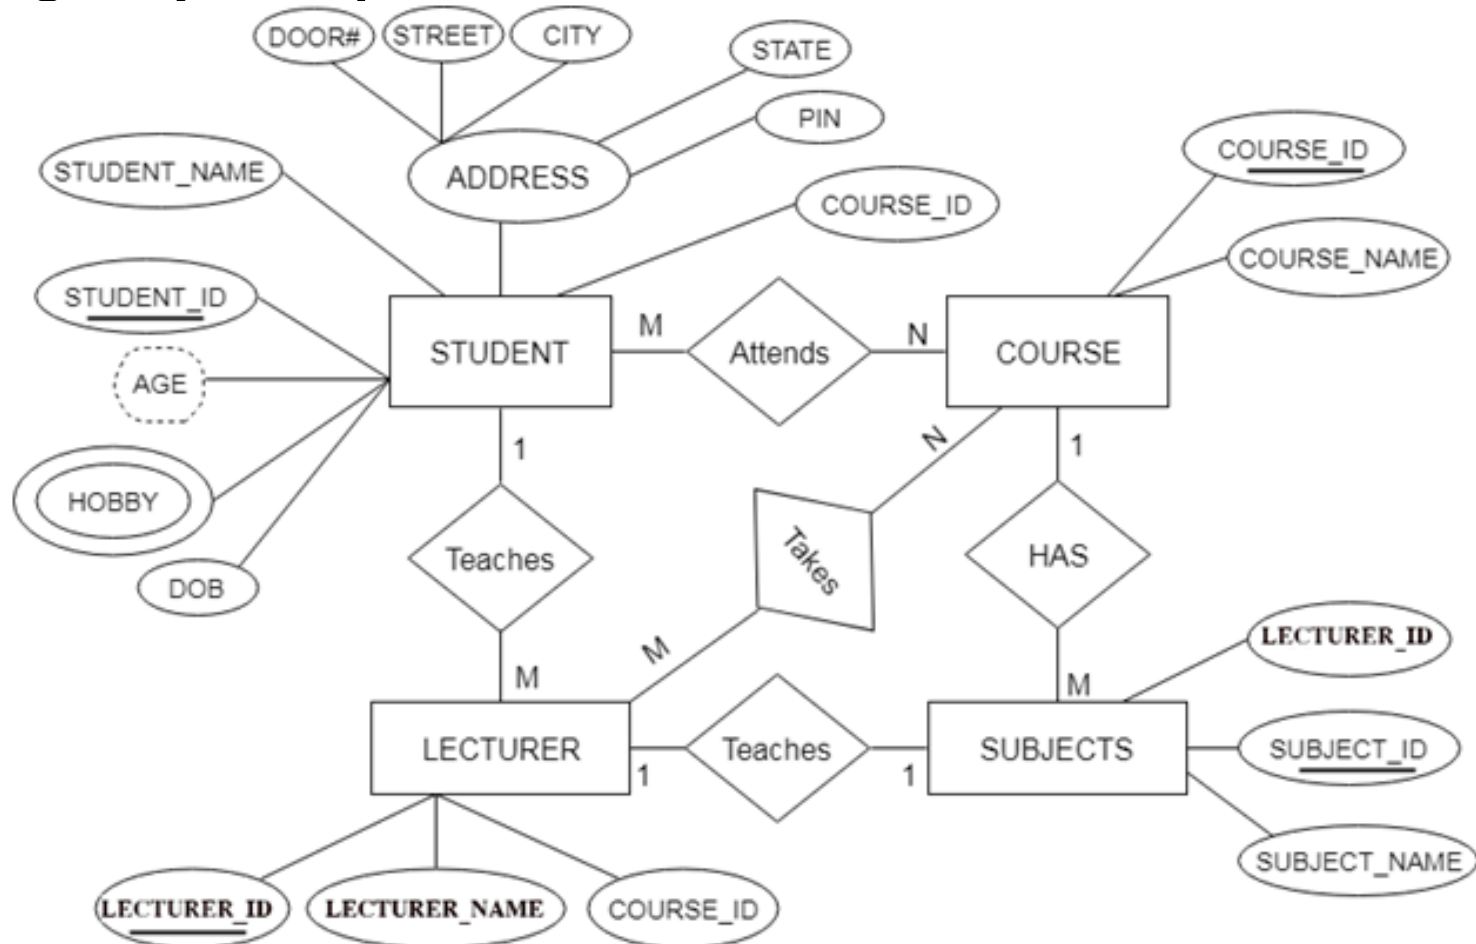 DOOR#
STREET
CITY
STATE
PIN
COURSE_ID
STUDENT_NAME
ADDRESS
COURSE_ID
COURSE_NAME
STUDENT_ID
STUDENT
M
Attends
N
COURSE
AGE
1
N
1
HOBBY
Teaches
Takes
HAS
DOB
LECTURER_ID
M
M
M
LECTURER
1
Teaches
1
SUBJECTS
SUBJECT_ID
SUBJECT_NAME
LECTURER_ID
LECTURER_NAME
COURSE_ID